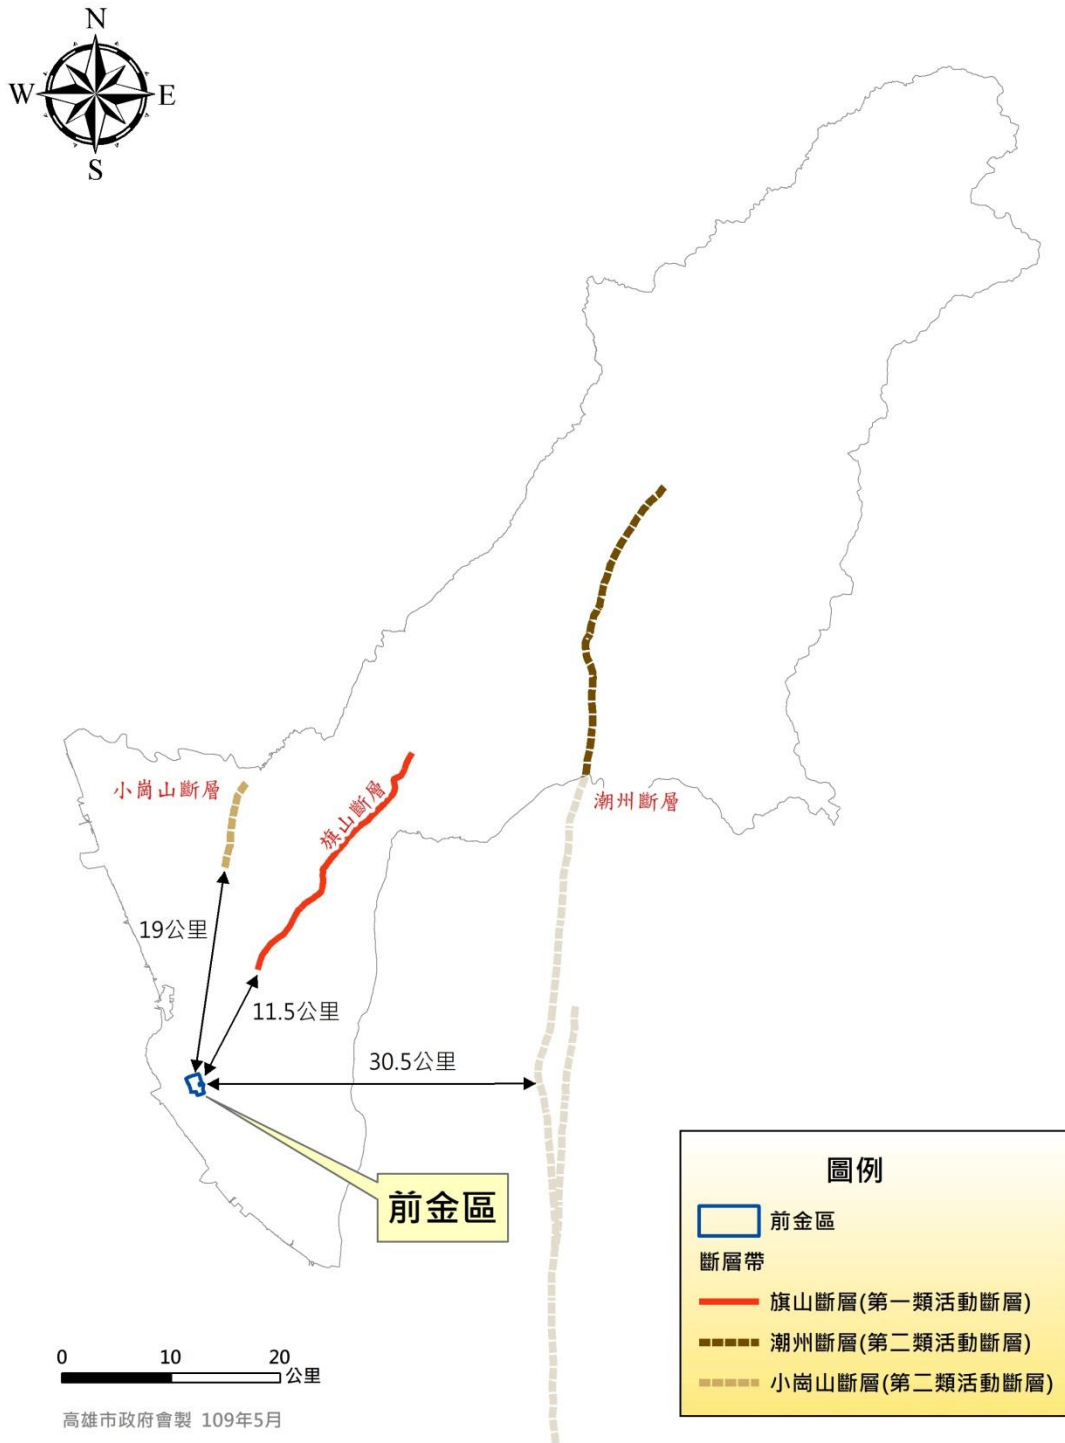 N
W
E
S
小崗山斷層
旗山斷層
潮州斷層
19公里
11.5公里
30.5公里
前金區
圖例
前金區
斷層帶
旗山斷層(第一類活動斷層)
潮州斷層(第二類活動斷層)
小崗山斷層(第二類活動斷層)
0 10 20
公里
高雄市政府會製 109年5月